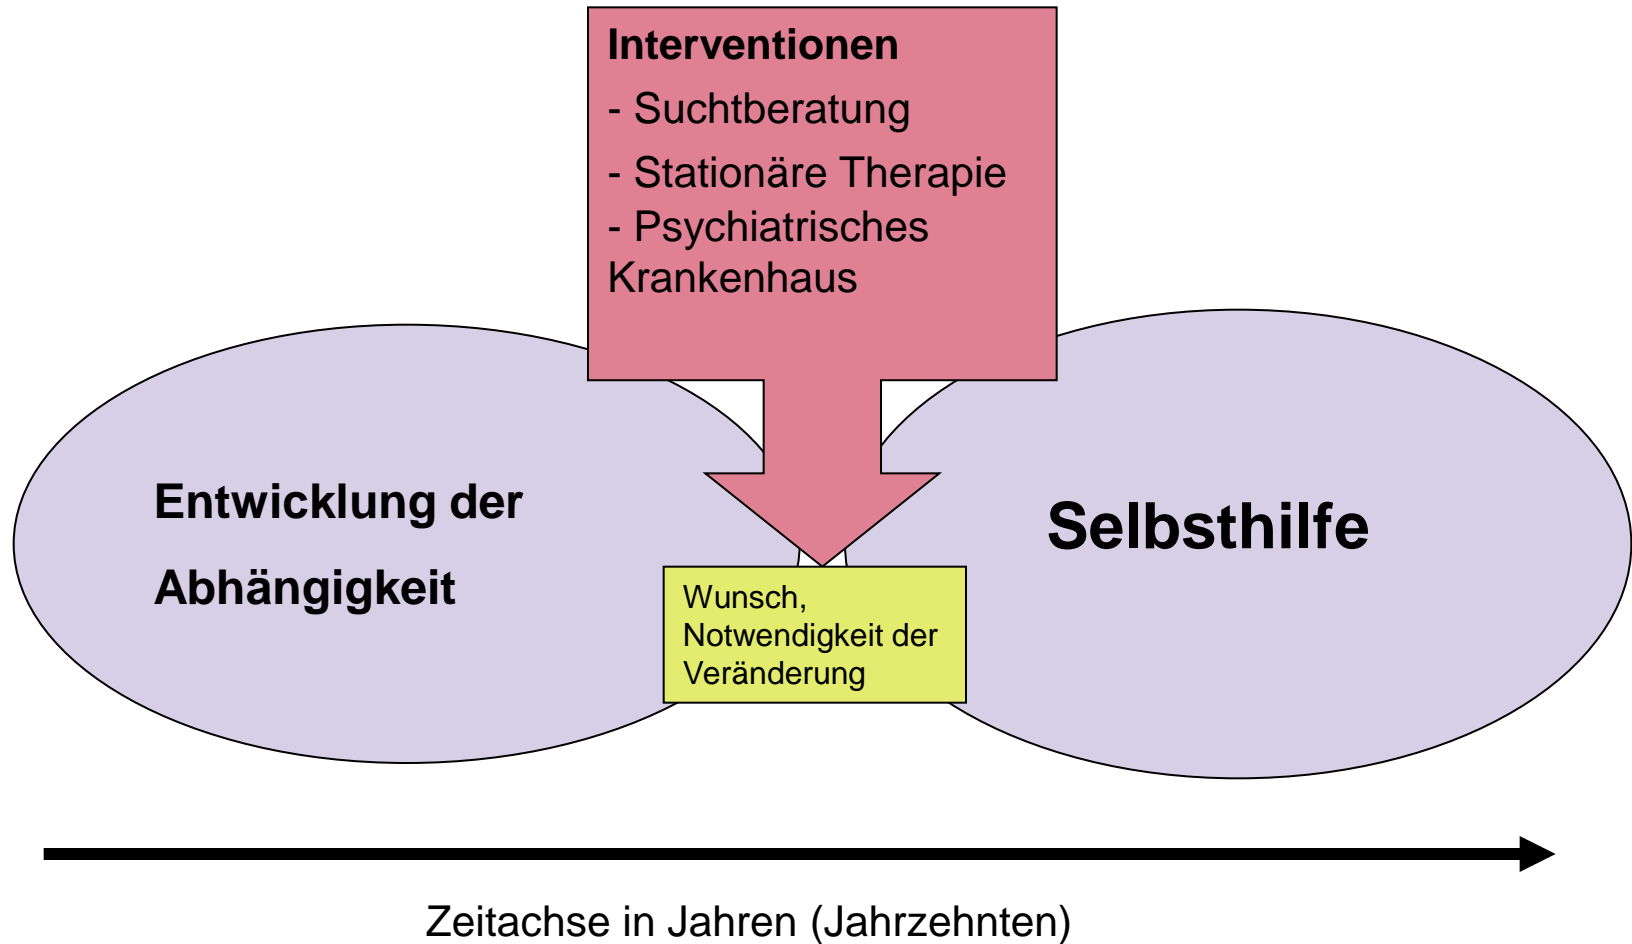 Interventionen
- Suchtberatung
- Stationäre Therapie
- Psychiatrisches
Krankenhaus
Entwicklung der
Abhängigkeit
Selbsthilfe
Wunsch,
Notwendigkeit der
Veränderung
Zeitachse in Jahren (Jahrzehnten)